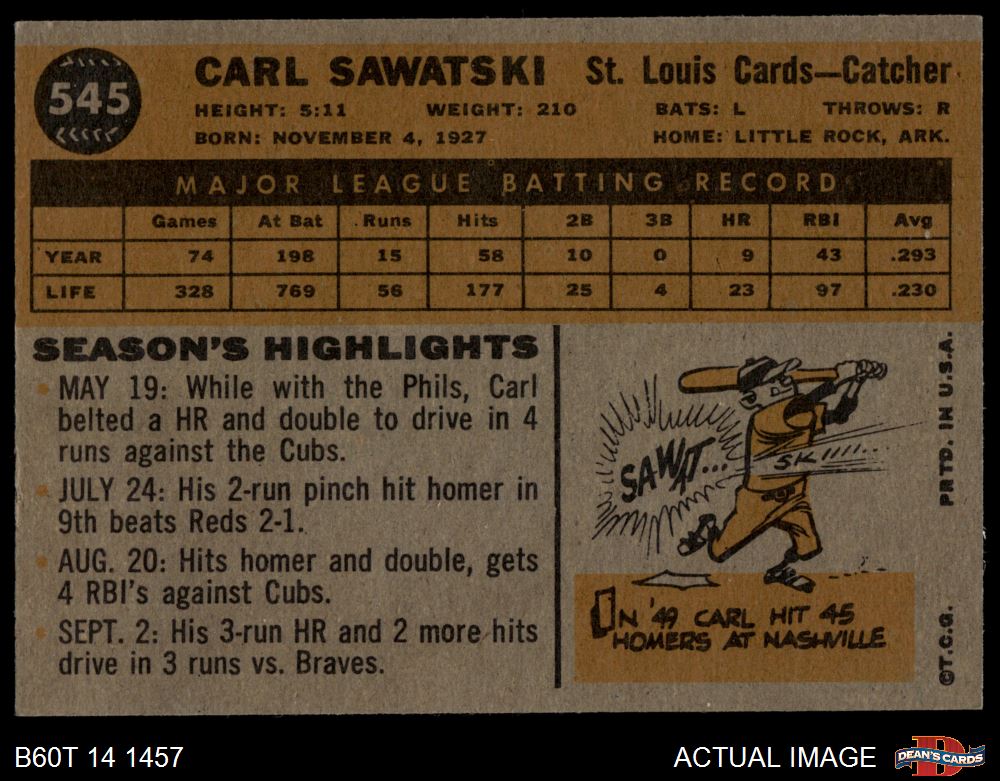 545
CARL SAWATSKI St. Louis Cards—Catcher
HEIGHT: 5:11 WEIGHT: 210 BATS: L THROWS: R
BORN: NOVEMBER 4, 1927 HOME: LITTLE ROCK, ARK.
MAJOR LEAGUE BATTING RECORD
Games At Bat Runs Hits 2B 3B HR RBI Avg
YEAR 74 198 15 58 10 0 9 43 .293
LIFE 328 769 56 177 25 4 23 97 .230
SEASON'S HIGHLIGHTS
MAY 19: While with the Phils, Carl
belted a HR and double to drive in 4
runs against the Cubs.
JULY 24: His 2-run pinch hit homer in
9th beats Reds 2-1.
AUG. 20: Hits homer and double, gets
4 RBI's against Cubs.
SEPT. 2: His 3-run HR and 2 more hits
drive in 3 runs vs. Braves.
SAWAT...
SK
IN '49 CARL HIT 45
HOMERS AT NASHVILLE
PRTD. IN U.S.A.
©T.C.G.
B60T 14 1457
ACTUAL IMAGE
D
DEAN'S CARDS